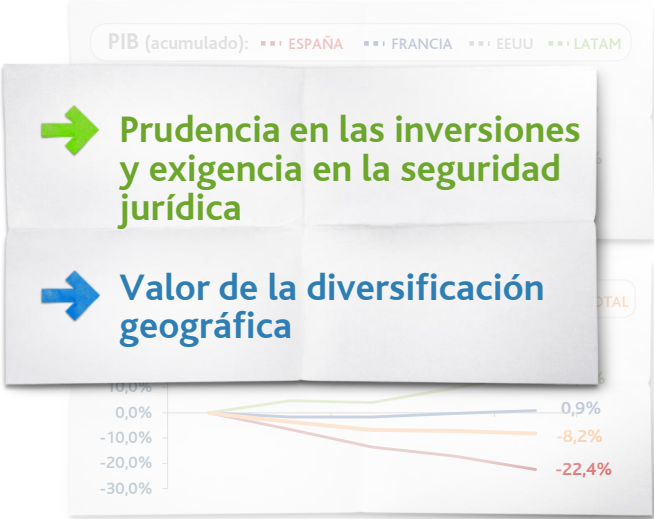 PIB (acumulado): ESPAÑA FRANCIA EEUU LATAM
Prudencia en las inversiones
y exigencia en la seguridad
jurídica
Valor de la diversificación
geográfica
10,0%
0,0%
-10,0%
-20,0%
-30,0%
0,9%
-8,2%
-22,4%